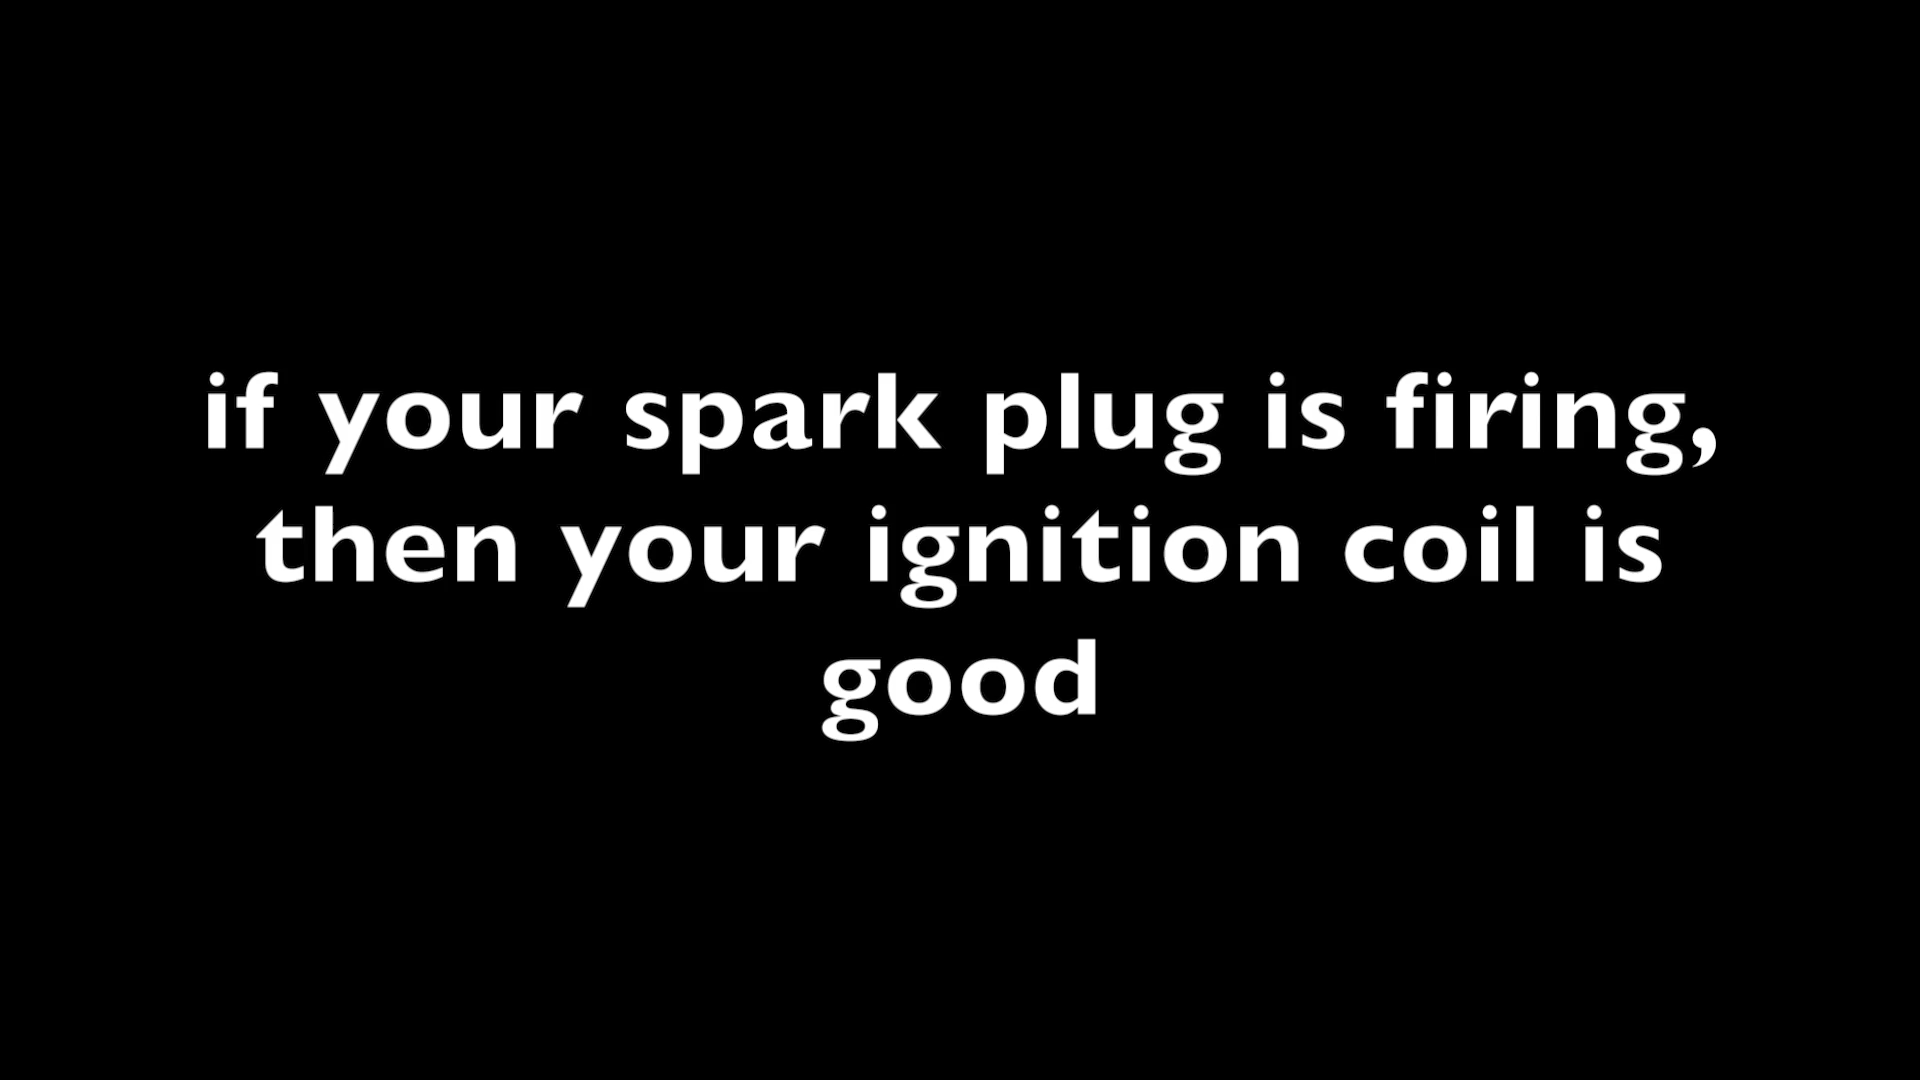 if your spark plug is firing,
then your ignition coil is
good